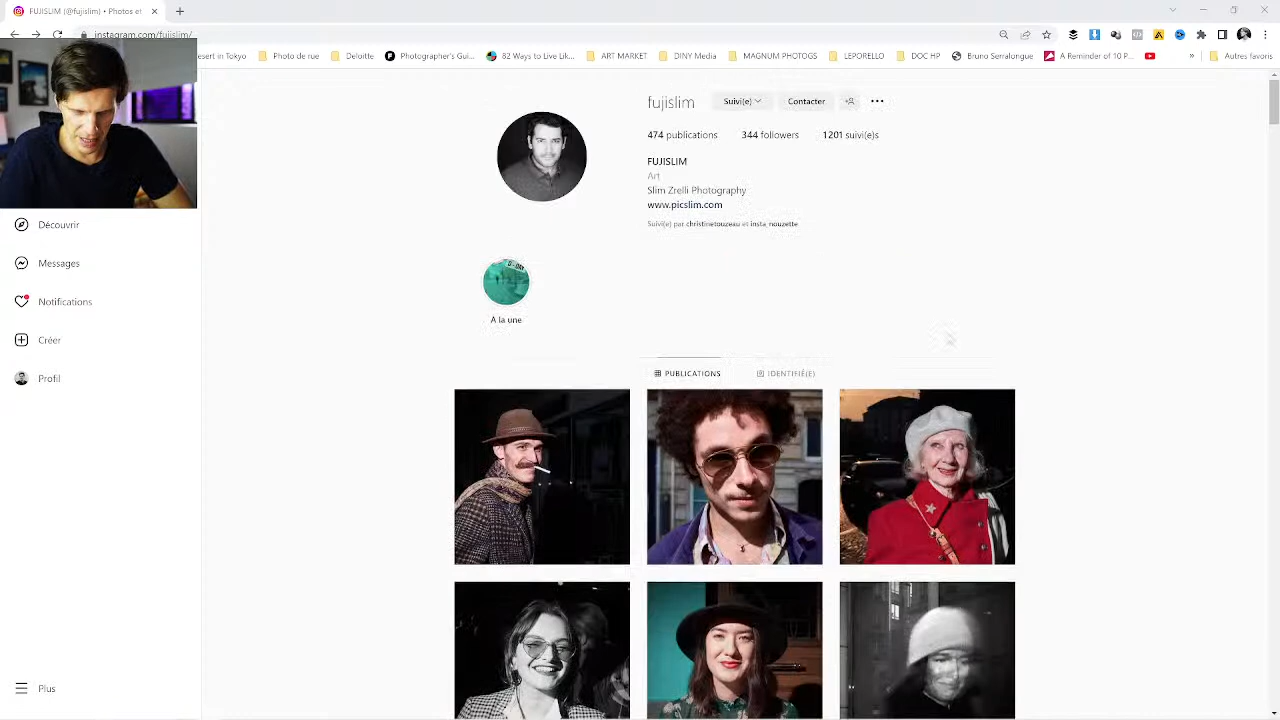 FUJISLIM (@fujislim) • Photos et
instagram.com/fujislim/
esert in Tokyo
Photo de rue
Deloitte
Photographer's Gui...
82 Ways to Live Lik...
ART MARKET
DINY Media
MAGNUM PHOTOGS
LEPORELLO
DOC HP
Bruno Serralongue
A Reminder of 10 P...
»
Autres favoris
fujislim
Suivi(e)
Contacter
474 publications 344 followers 1201 suivi(e)s
FUJISLIM
Art
Slim Zrelli Photography
www.picslim.com
Suivi(e) par christinetouzeau et insta_nouzette
Découvrir
Messages
Notifications
Créer
Profil
A la une
PUBLICATIONS
IDENTIFIÉ(E)
Plus